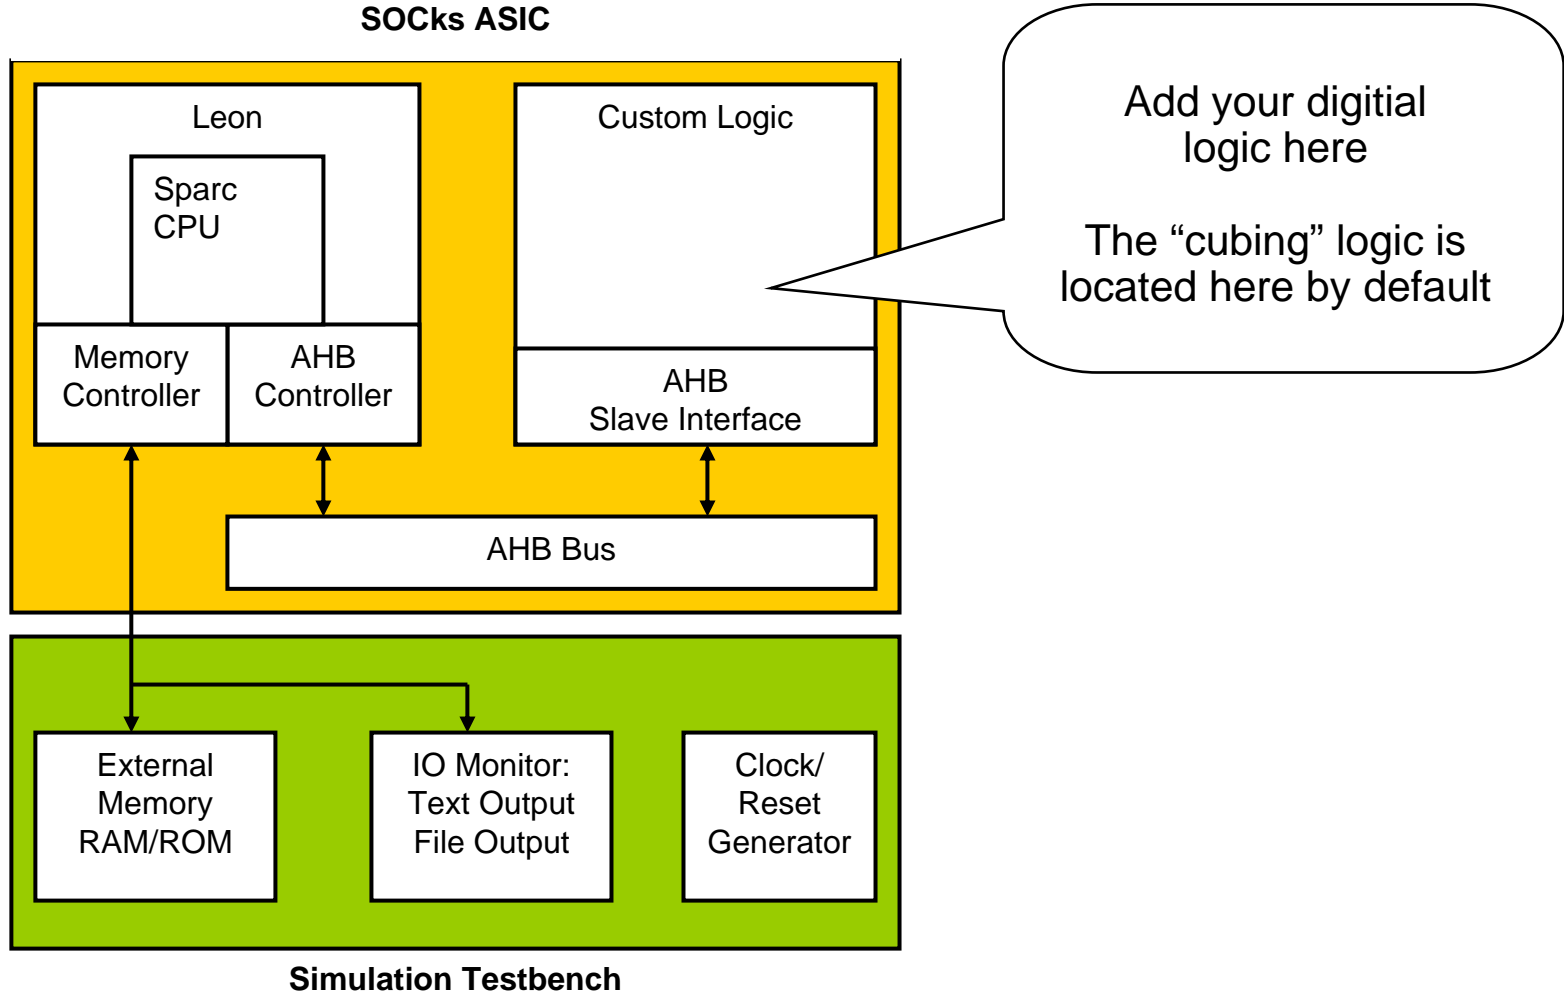 SOCks ASIC
Leon
Sparc
CPU
Memory
Controller
AHB
Controller
Custom Logic
AHB
Slave Interface
AHB Bus
Add your digitial
logic here
The “cubing” logic is
located here by default
External
Memory
RAM/ROM
IO Monitor:
Text Output
File Output
Clock/
Reset
Generator
Simulation Testbench